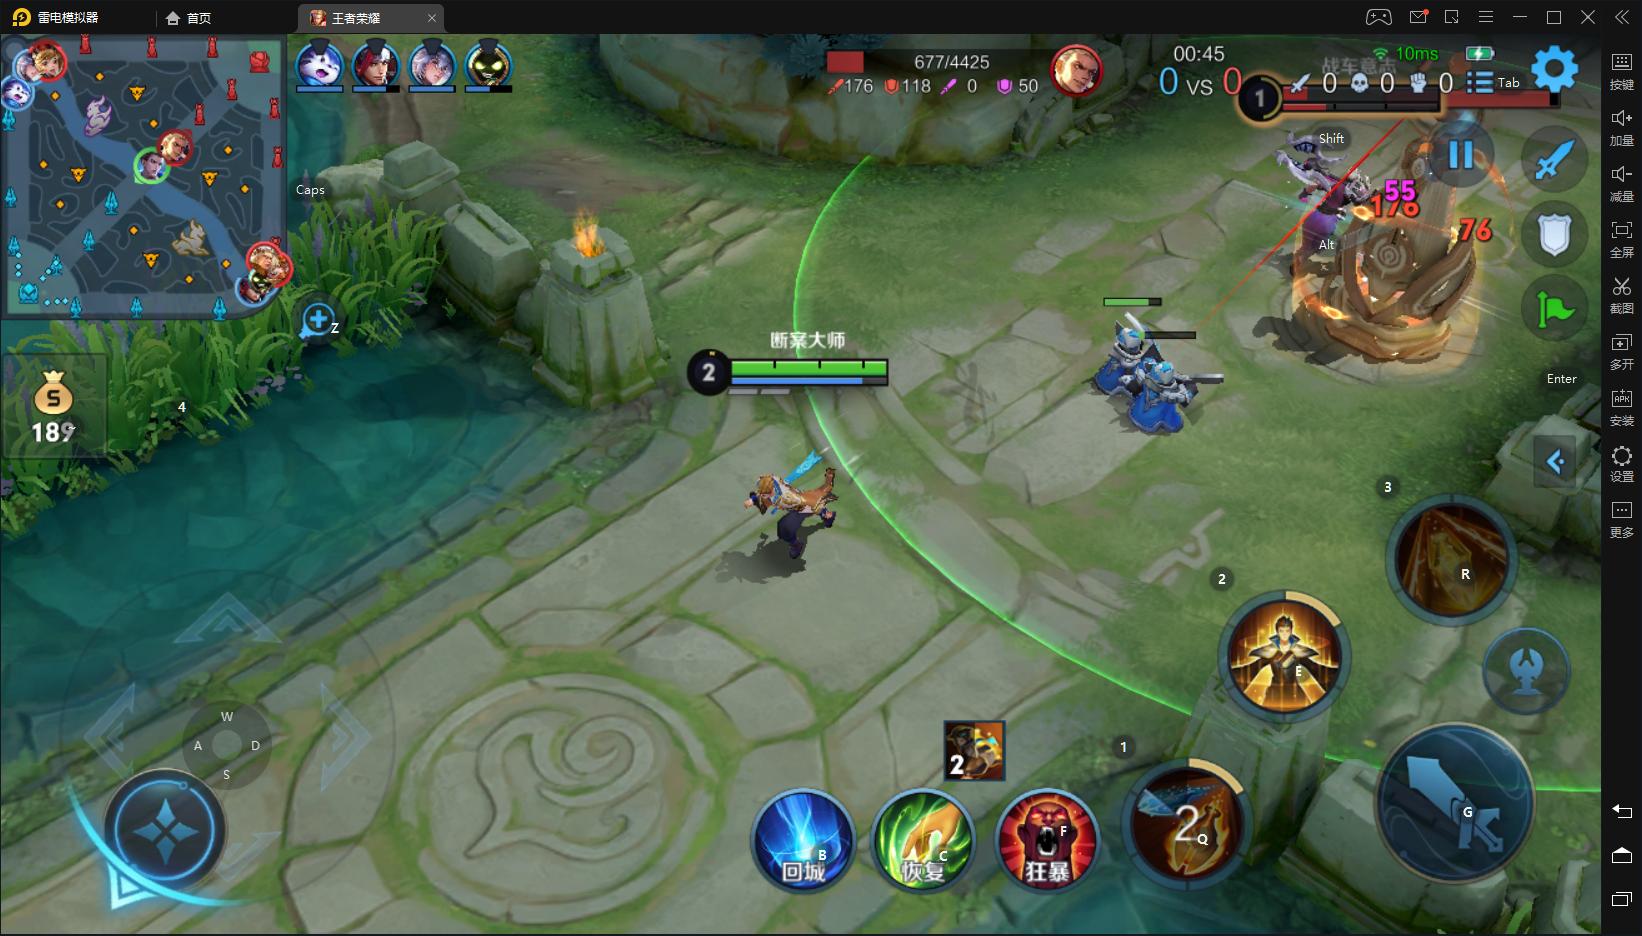 雷电模拟器
首页
王者荣耀
677/4425
176
118
0
50
00:45
0 VS 0
10ms
战车意志
1
0
0
0
Tab
Shift
55
176
76
Alt
Caps
Z
4
189
断案大师
2
Enter
3
R
2
E
1
2
Q
G
2
W
A
D
S
B
回城
C
恢复
F
狂暴
按键
加量
减量
全屏
截图
多开
APK
安装
设置
更多